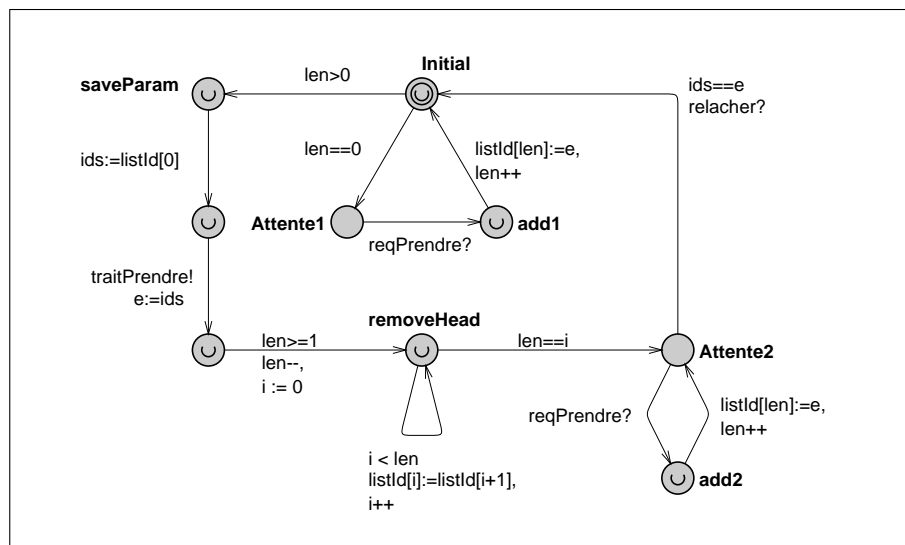 Initial
saveParam
len>0
ids==e
relacher?
ids:=listId[0]
len==0
listId[len]:=e,
len++
Attente1
add1
reqPrendre?
traitPrendre!
e:=ids
removeHead
len>=1
len--,
i := 0
len==i
Attente2
reqPrendre?
listId[len]:=e,
len++
i < len
listId[i]:=listId[i+1],
i++
add2